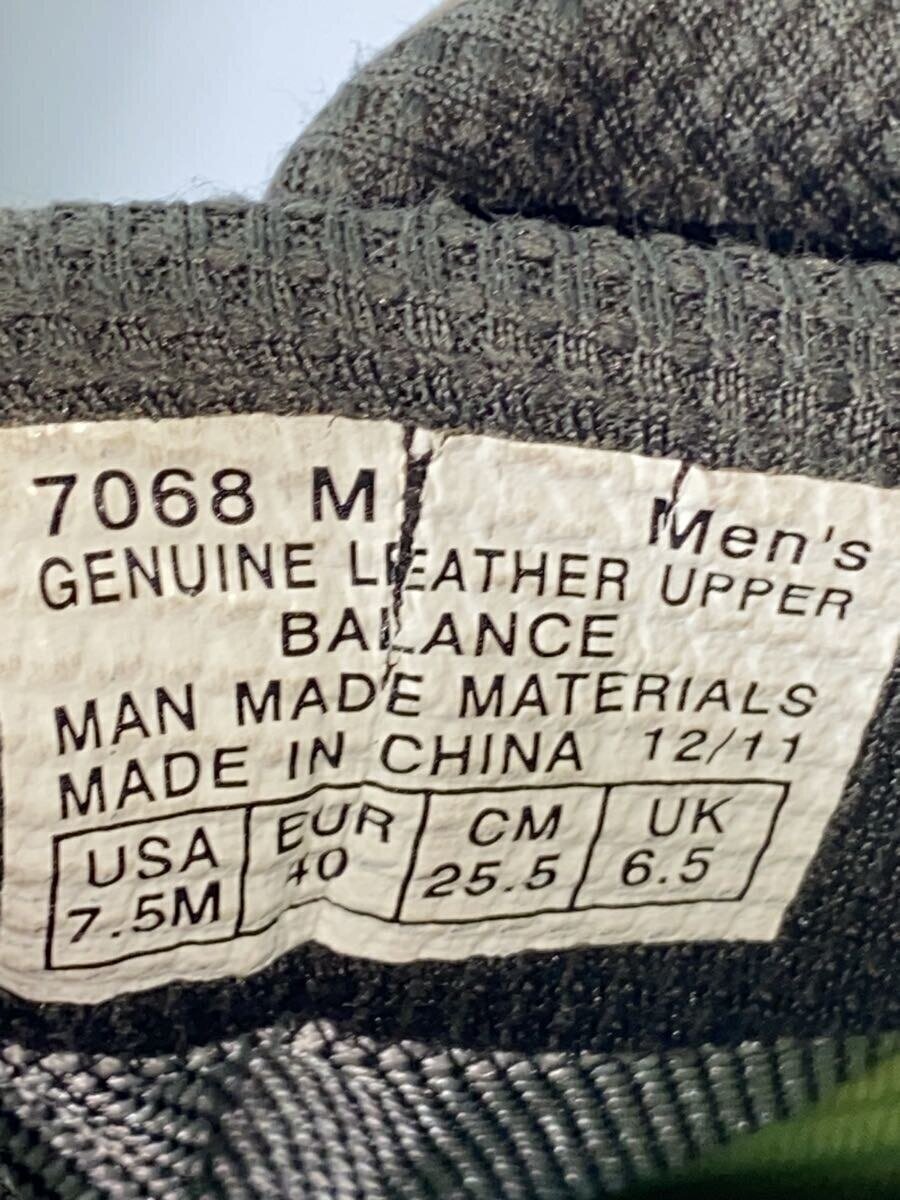 7068 M Men's
GENUINE LEATHER UPPER
BALANCE
MAN MADE MATERIALS
MADE IN CHINA 12/11
USA EUR CM UK
7.5M 40 25.5 6.5